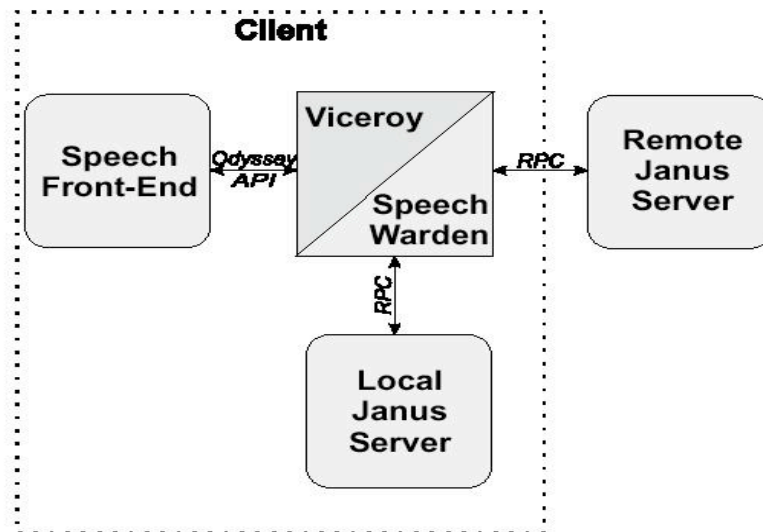 Client
Speech
Front-End
Odyssey
API
Viceroy
Speech
Warden
RPC
Remote
Janus
Server
RPC
Local
Janus
Server